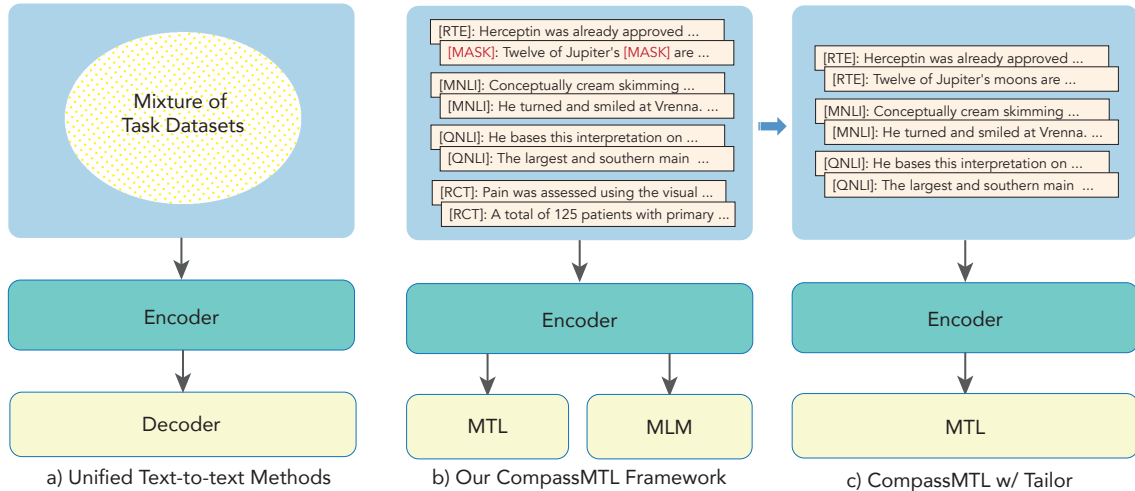 Mixture of
Task Datasets
Encoder
Decoder
a) Unified Text-to-text Methods
[RTE]: Herceptin was already approved ...
[MASK]: Twelve of Jupiter's [MASK] are ...
[MNLI]: Conceptually cream skimming ...
[MNLI]: He turned and smiled at Vrenna. ...
[QNLI]: He bases this interpretation on ...
[QNLI]: The largest and southern main ...
[RCT]: Pain was assessed using the visual ...
[RCT]: A total of 125 patients with primary ...
Encoder
MTL
MLM
b) Our CompassMTL Framework
[RTE]: Herceptin was already approved ...
[RTE]: Twelve of Jupiter's moons are ...
[MNLI]: Conceptually cream skimming ...
[MNLI]: He turned and smiled at Vrenna. ...
[QNLI]: He bases this interpretation on ...
[QNLI]: The largest and southern main ...
Encoder
MTL
c) CompassMTL w/ Tailor